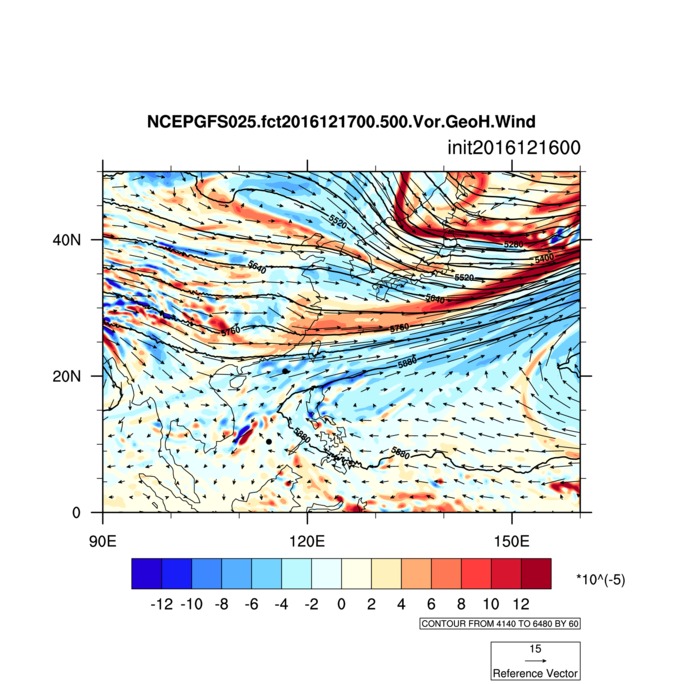 NCEPGFS025.fct2016121700.500.Vor.GeoH.Wind
init2016121600
5520
5280
40N
5400
5640
5520
5640
5760
5760
5880
20N
5880
5880
0
90E 120E 150E
*10^(-5)
-12 -10 -8 -6 -4 -2 0 2 4 6 8 10 12
CONTOUR FROM 4140 TO 6480 BY 60
15
Reference Vector